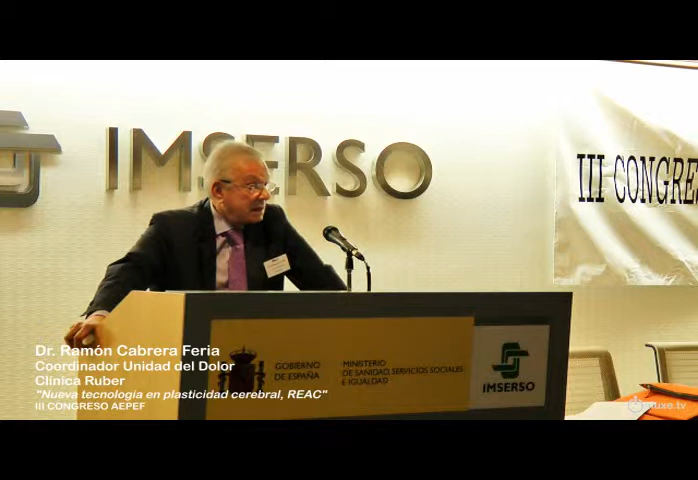 IMSERSO
III CONGRES
GOBIERNO
DE ESPAÑA
MINISTERIO
DE SANIDAD, SERVICIOS SOCIALES
E IGUALDAD
IMSERSO
Dr. Ramón Cabrera Feria
Coordinador Unidad del Dolor
Clínica Ruber
"Nueva tecnología en plasticidad cerebral, REAC"
III CONGRESO AEPEF